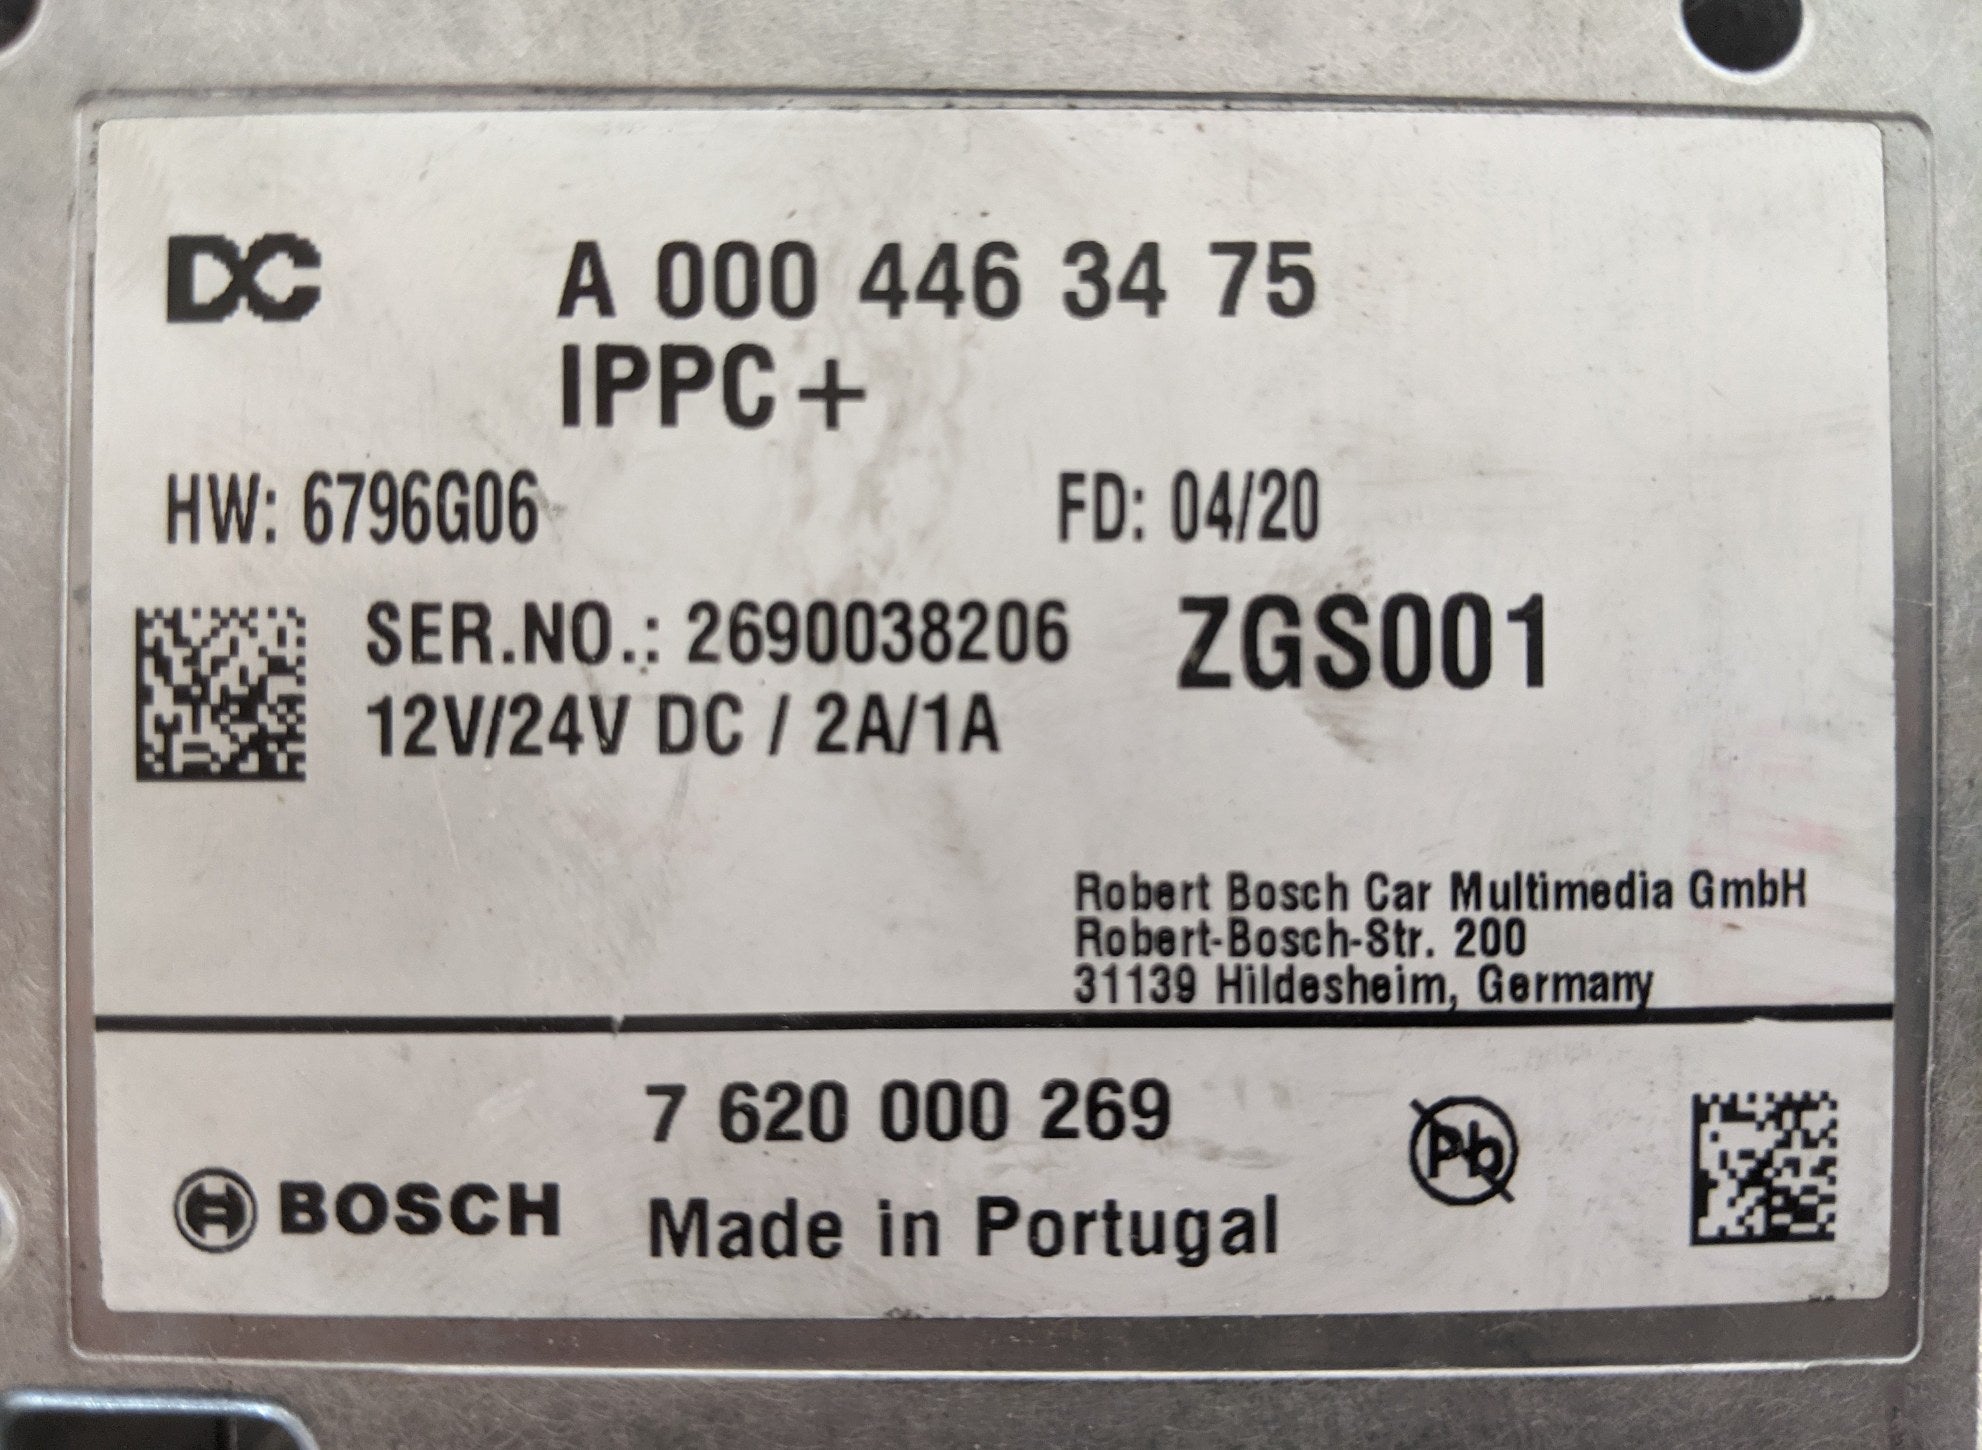 DC A 000 446 34 75
IPPC+
HW: 6796G06 FD: 04/20
SER.NO.: 2690038206 ZGS001
12V/24V DC / 2A/1A
Robert Bosch Car Multimedia GmbH
Robert-Bosch-Str. 200
31139 Hildesheim, Germany
7 620 000 269
Pb
BOSCH Made in Portugal